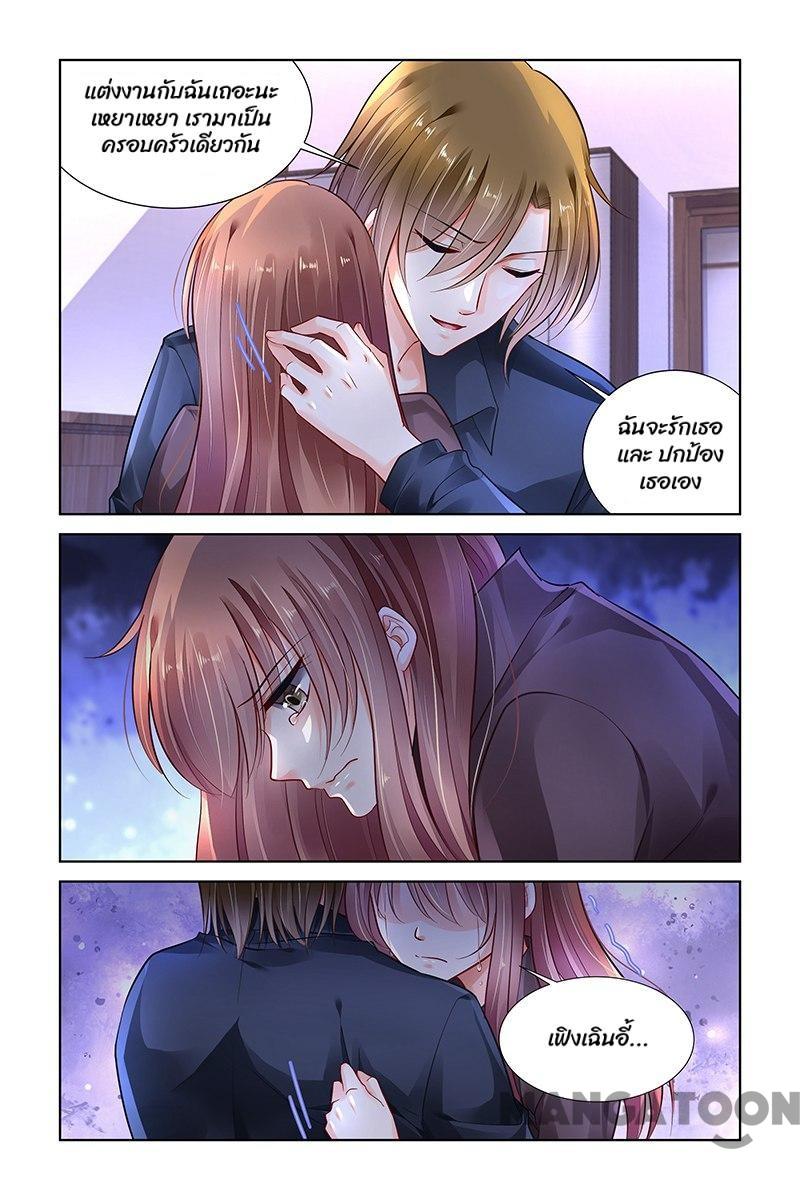 แต่งงานกับฉันเถอะนะ
เหยาเหยา เรามาเป็น
ครอบครัวเดียวกัน
ฉันจะรักเธอ
และ ปกป้อง
เธอเอง
เฟิงเฉินอี้...
MANGATOON